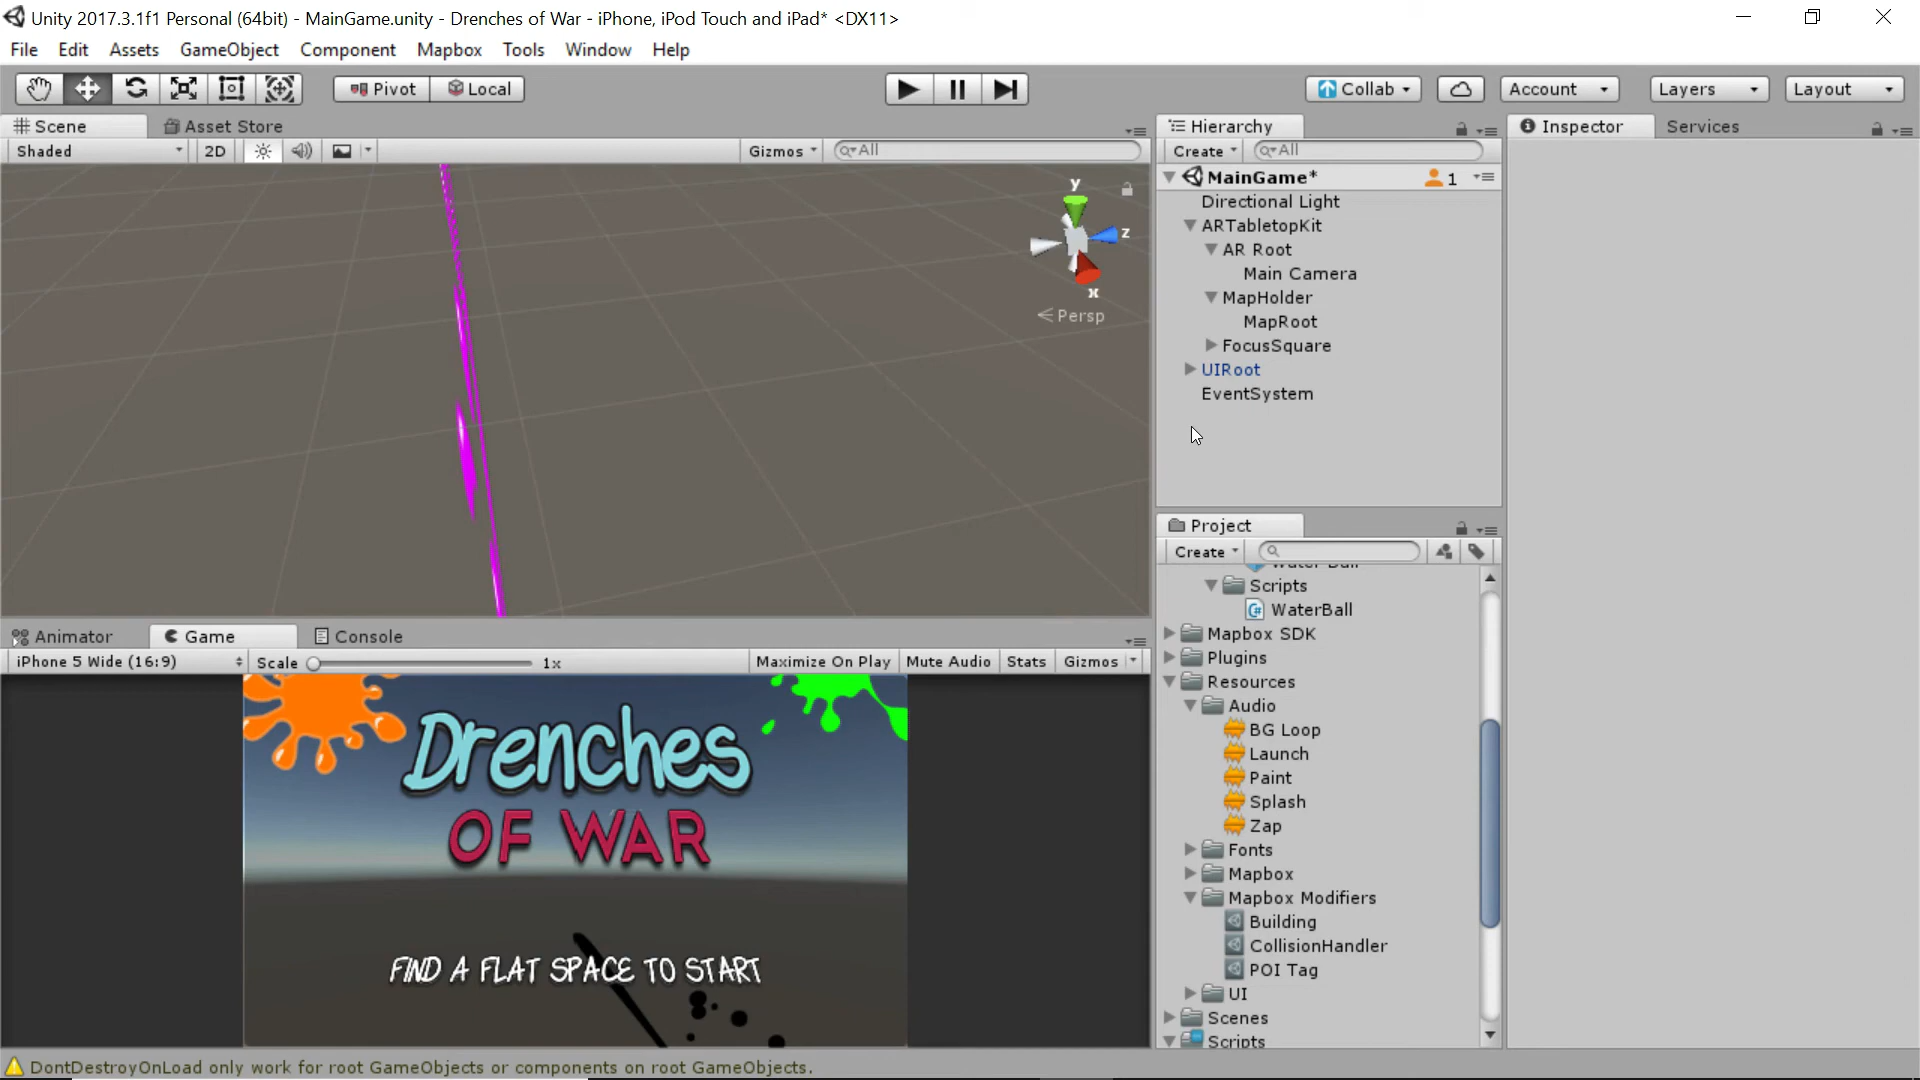 Unity 2017.3.1f1 Personal (64bit) - MainGame.unity - Drenches of War - iPhone, iPod Touch and iPad* <DX11>
File Edit Assets GameObject Component Mapbox Tools Window Help
Pivot Local Collab Account Layers Layout
Scene Asset Store
Shaded 2D Gizmos All
y
z
x
Persp
Hierarchy
Create All
MainGame* 1
Directional Light
ARTabletopKit
AR Root
Main Camera
MapHolder
MapRoot
FocusSquare
UIRoot
EventSystem
Inspector Services
Project
Create
Water Ball
Scripts
WaterBall
Mapbox SDK
Plugins
Resources
Audio
BG Loop
Launch
Paint
Splash
Zap
Fonts
Mapbox
Mapbox Modifiers
Building
CollisionHandler
POI Tag
UI
Scenes
Scripts
Animator Game Console
iPhone 5 Wide (16:9) Scale 1x Maximize On Play Mute Audio Stats Gizmos
Drenches
OF WAR
FIND A FLAT SPACE TO START
DontDestroyOnLoad only work for root GameObjects or components on root GameObjects.